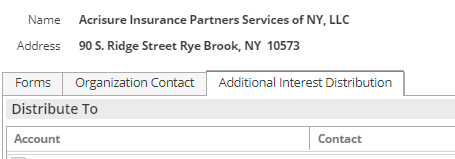 Name Acrisure Insurance Partners Services of NY, LLC
Address 90 S. Ridge Street Rye Brook, NY 10573
Forms Organization Contact Additional Interest Distribution
Distribute To
Account Contact